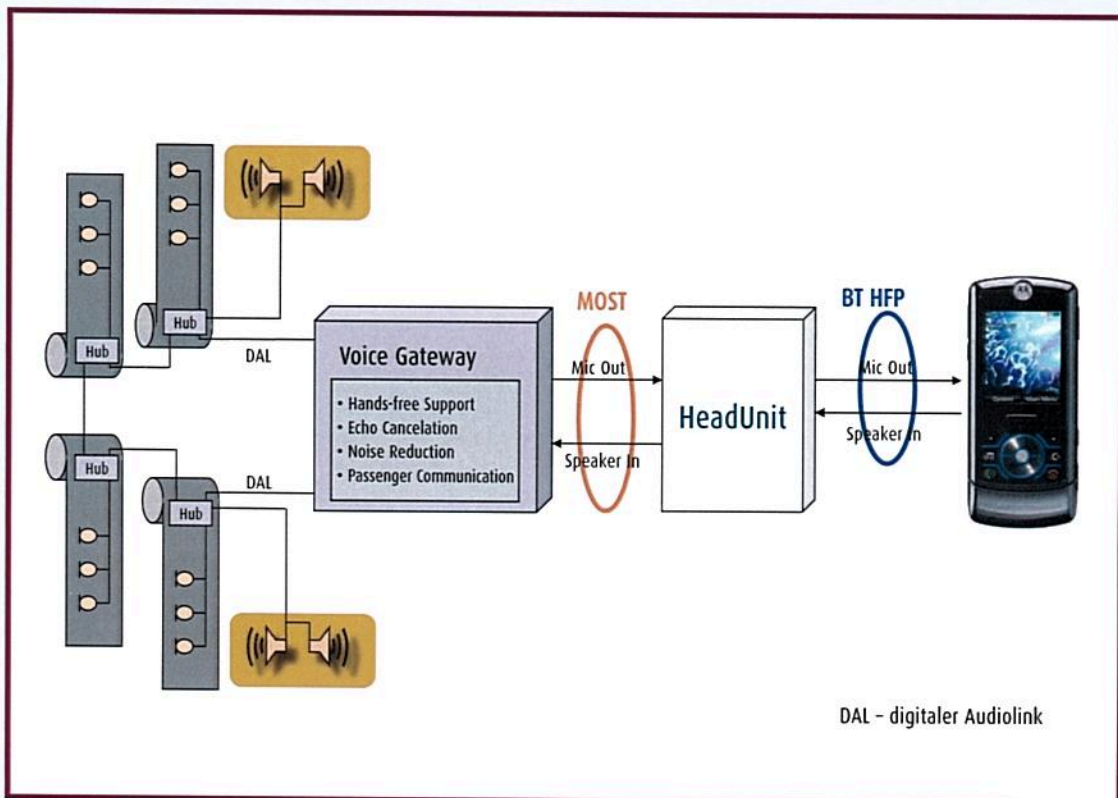 Hub
Hub
DAL
Voice Gateway
• Hands-free Support
• Echo Cancelation
• Noise Reduction
• Passenger Communication
MOST
Mic Out
Speaker In
HeadUnit
BT HFP
Mic Out
Speaker In
Hub
Hub
DAL
DAL – digitaler Audiolink